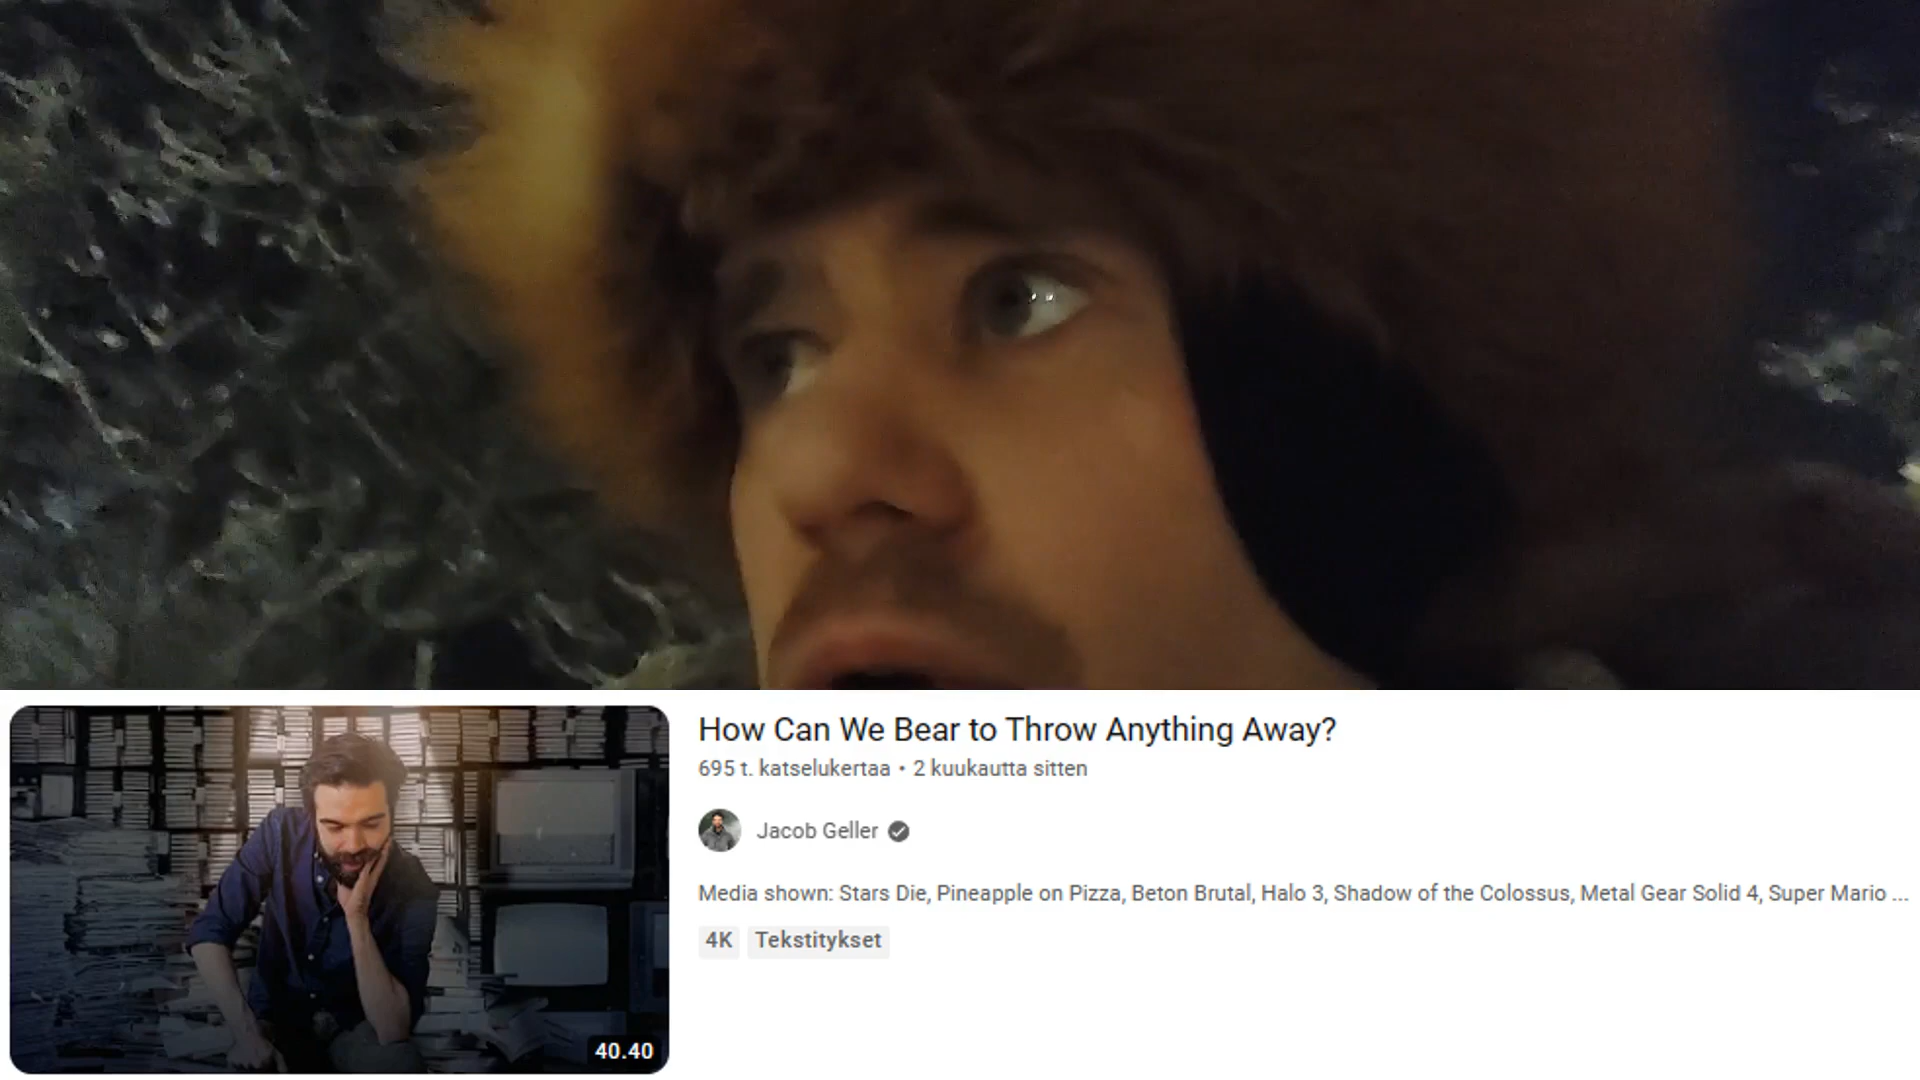 How Can We Bear to Throw Anything Away?
695 t. katselukertaa • 2 kuukautta sitten
Jacob Geller
Media shown: Stars Die, Pineapple on Pizza, Beton Brutal, Halo 3, Shadow of the Colossus, Metal Gear Solid 4, Super Mario ...
4K Tekstitykset
40.40